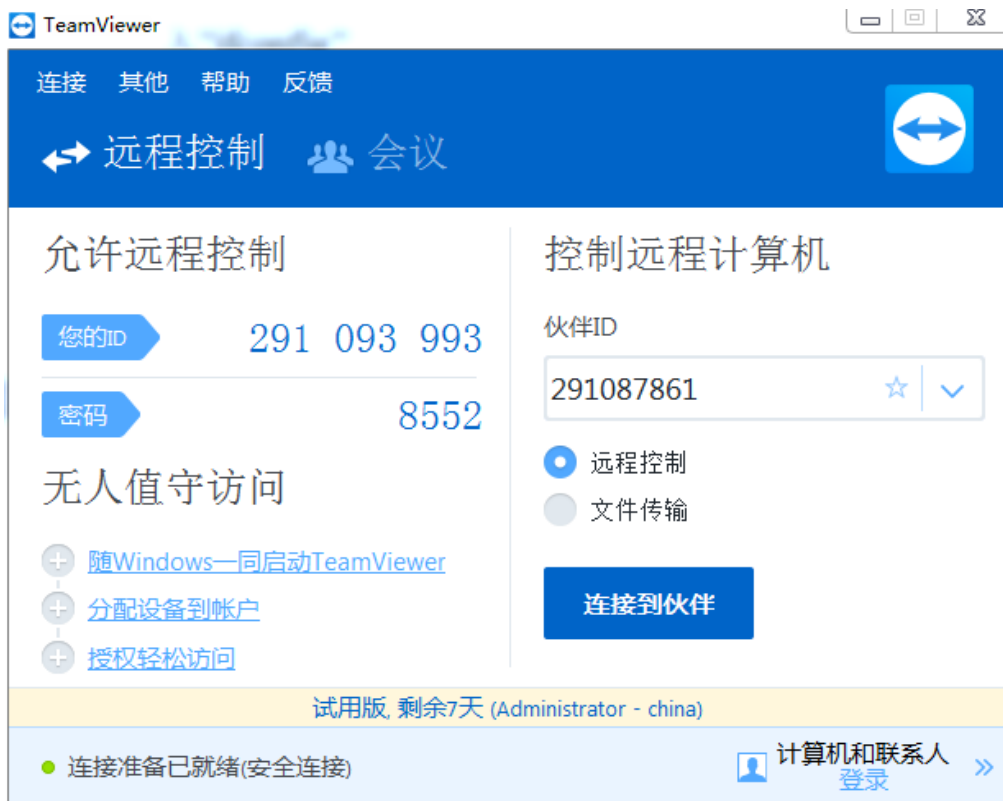 TeamViewer
连接 其他 帮助 反馈
远程控制 会议
允许远程控制
您的ID 291 093 993
密码 8552
无人值守访问
随Windows一同启动TeamViewer
分配设备到帐户
授权轻松访问
控制远程计算机
伙伴ID
291087861
远程控制
文件传输
连接到伙伴
试用版, 剩余7天 (Administrator - china)
连接准备已就绪(安全连接)
计算机和联系人
登录